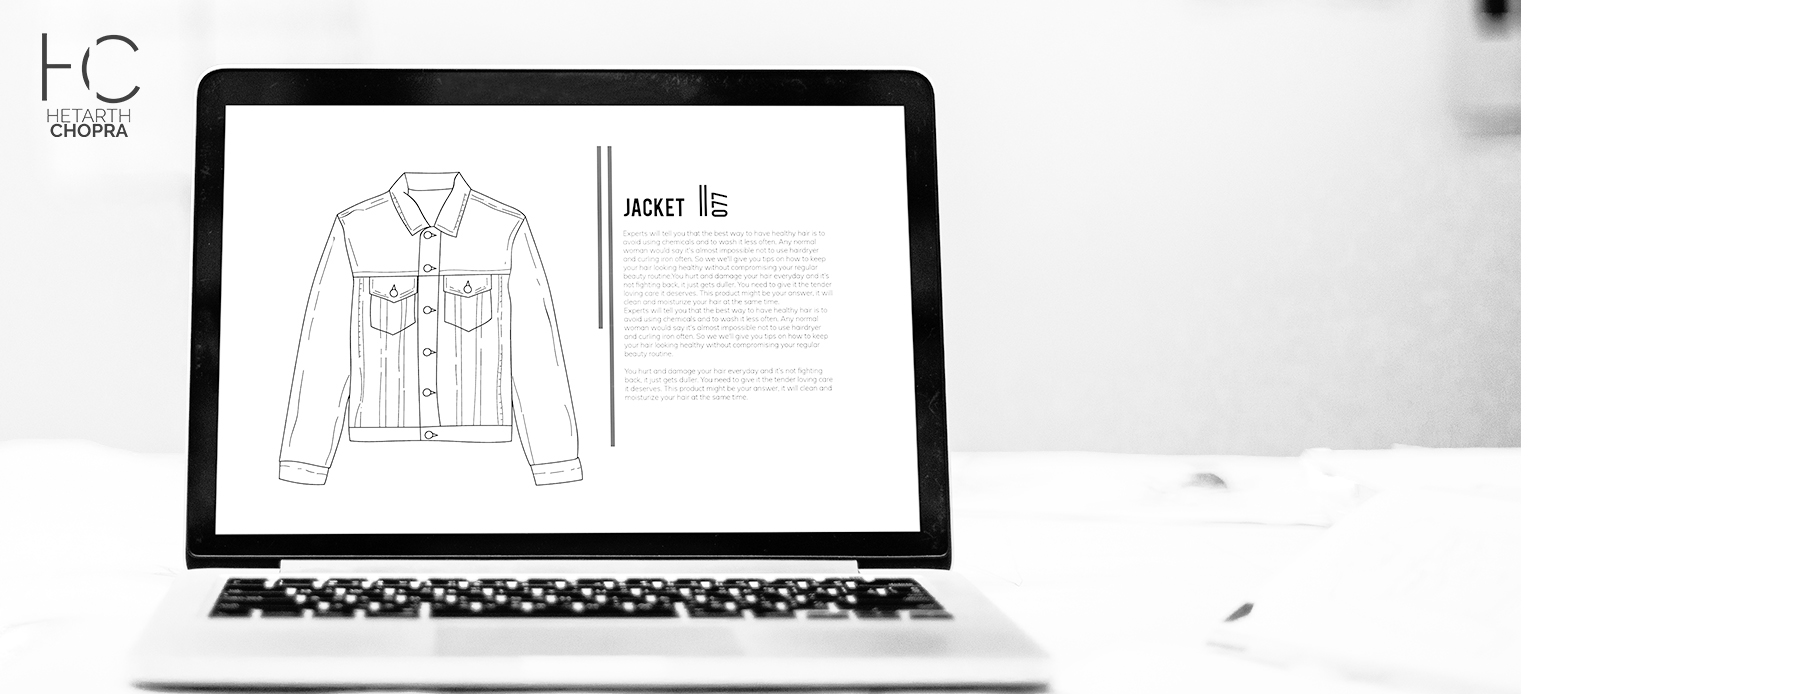 HC
HETARTH
CHOPRA
JACKET 077
Experts will tell you that the best way to have healthy hair is to
avoid using chemicals and to wash it less often. Any normal
woman would say it's almost impossible not to use hairdryer
and curling iron often. So we we'll give you tips on how to keep
your hair looking healthy without compromising your regular
beauty routine.You hurt and damage your hair everyday and it's
not fighting back, it just gets duller. You need to give it the tender
loving care it deserves. This product might be your answer, it will
clean and moisturize your hair at the same time.
Experts will tell you that the best way to have healthy hair is to
avoid using chemicals and to wash it less often. Any normal
woman would say it's almost impossible not to use hairdryer
and curling iron often. So we we'll give you tips on how to keep
your hair looking healthy without compromising your regular
beauty routine.
You hurt and damage your hair everyday and it's not fighting
back, it just gets duller. You need to give it the tender loving care
it deserves. This product might be your answer, it will clean and
moisturize your hair at the same time.